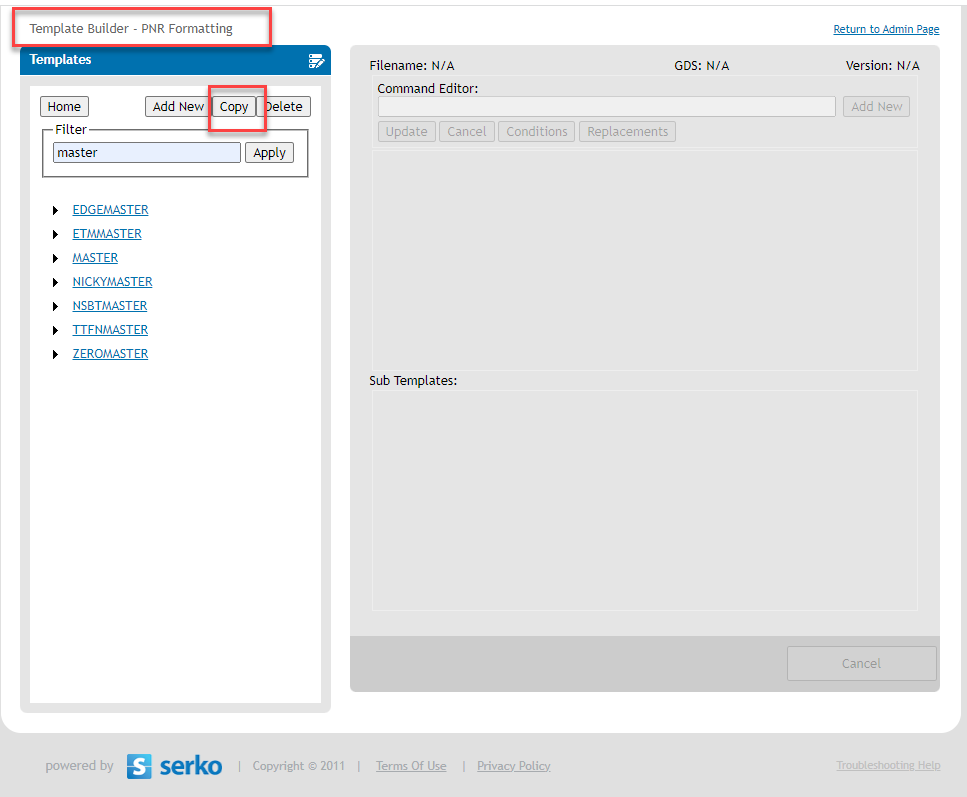 Template Builder - PNR Formatting
Return to Admin Page
Templates
Home Add New Copy Delete
Filter
master Apply
EDGEMASTER
ETMMASTER
MASTER
NICKYMASTER
NSBTMASTER
TTFNMASTER
ZEROMASTER
Filename: N/A GDS: N/A Version: N/A
Command Editor:
Add New
Update Cancel Conditions Replacements
Sub Templates:
Cancel
powered by serko | Copyright © 2011 | Terms Of Use | Privacy Policy Troubleshooting Help